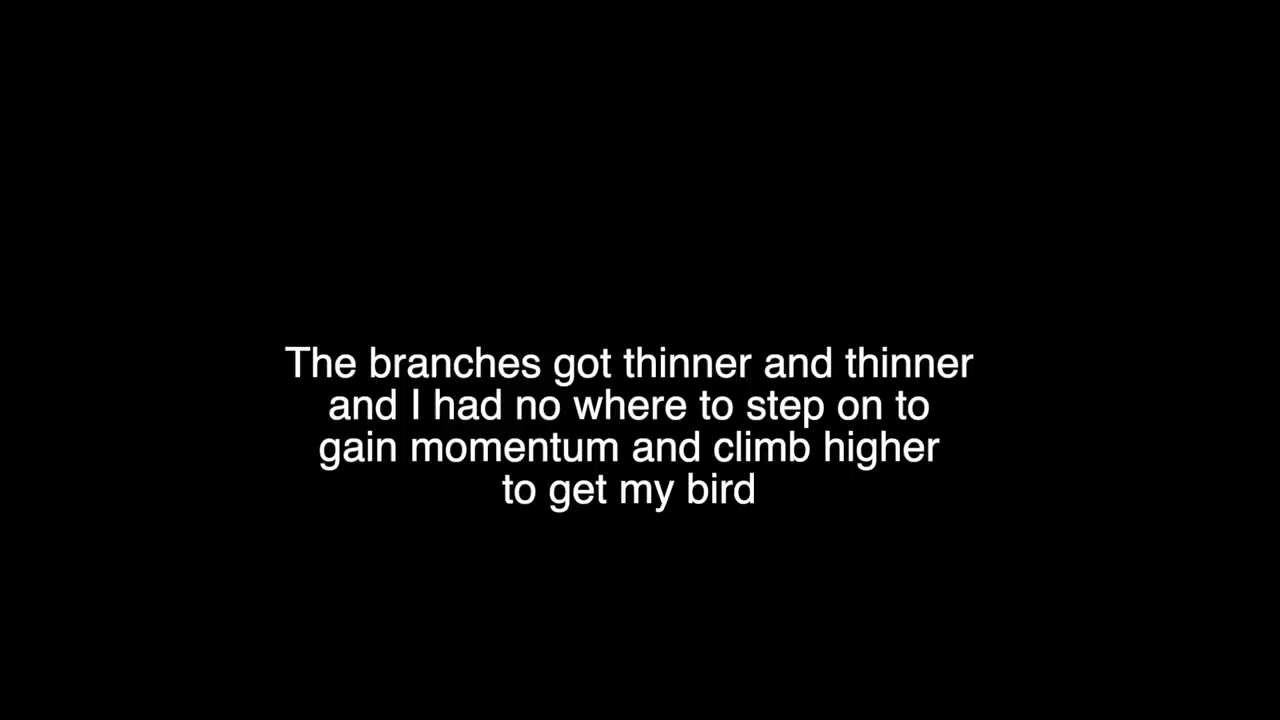 The branches got thinner and thinner
and I had no where to step on to
gain momentum and climb higher
to get my bird